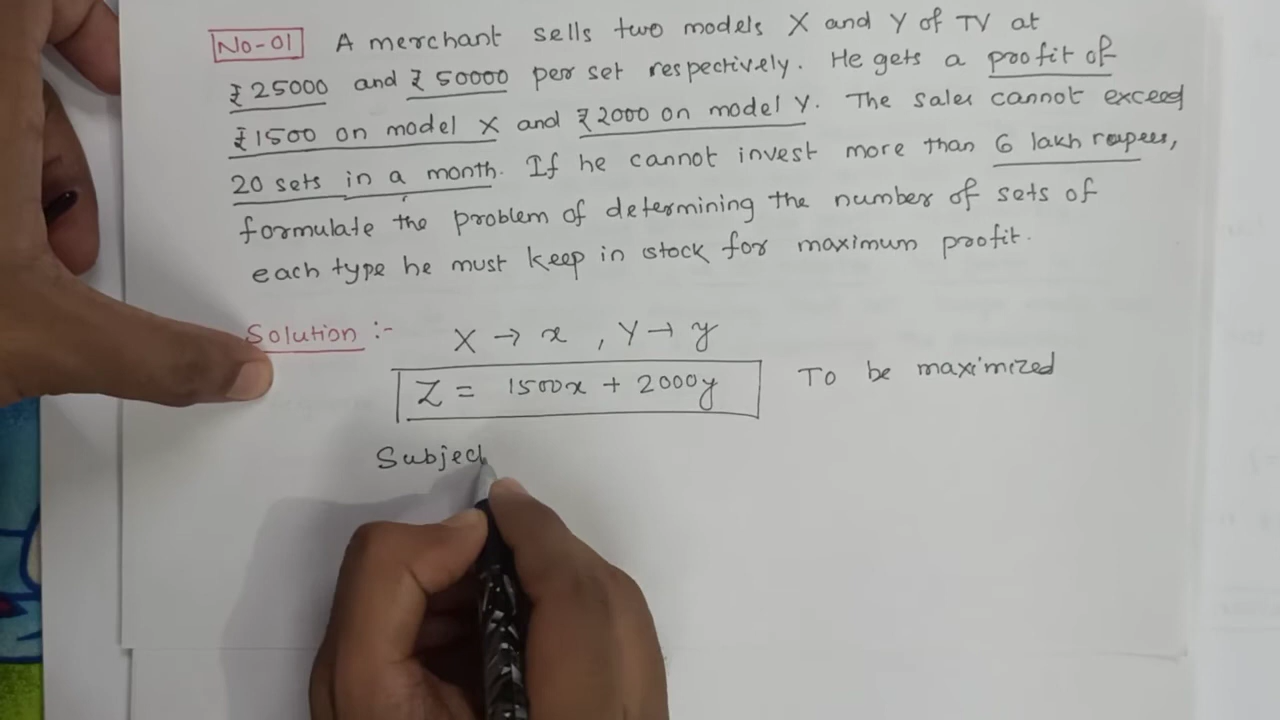 No-01 A merchant sells two models X and Y of TV at
₹25000 and ₹50000 per set respectively. He gets a profit of
₹1500 on model X and ₹2000 on model Y. The sales cannot exceed
20 sets in a month. If he cannot invest more than 6 lakh rupees,
formulate the problem of determining the number of sets of
each type he must keep in stock for maximum profit.
Solution :- X → x , Y → y
Z = 1500x + 2000y To be maximized
Subject